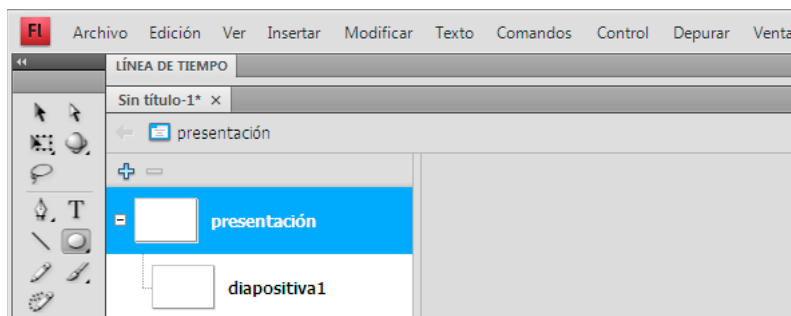 Fl Archivo Edición Ver Insertar Modificar Texto Comandos Control Depurar Venta
LÍNEA DE TIEMPO
Sin título-1* ×
presentación
presentación
T
diapositiva1